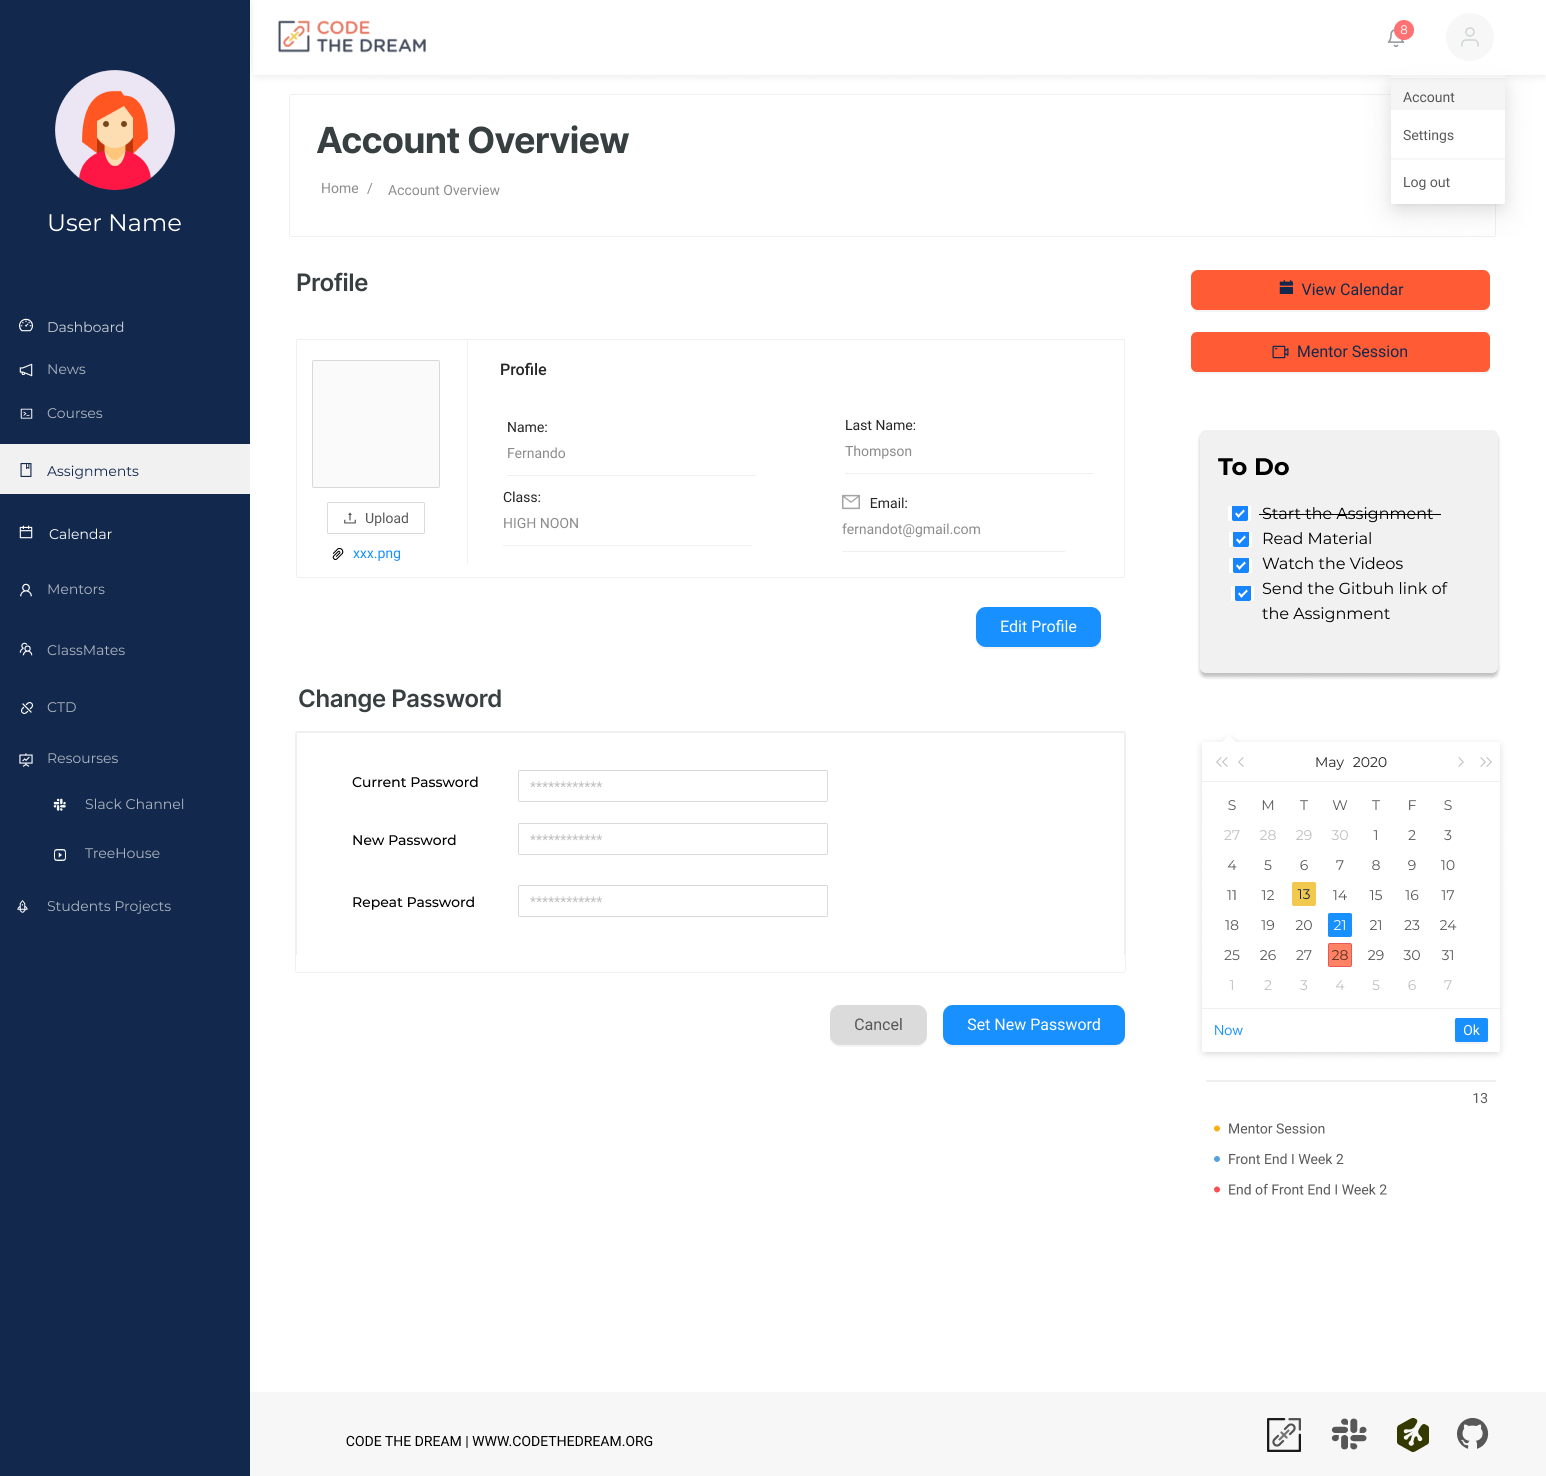 CODE
THE DREAM
8
Account
Settings
Log out
User Name
Dashboard
News
Courses
Assignments
Calendar
Mentors
ClassMates
CTD
Resourses
Slack Channel
TreeHouse
Students Projects
Account Overview
Home / Account Overview
Profile
Profile
Name:
Fernando
Last Name:
Thompson
Class:
HIGH NOON
Email:
fernandot@gmail.com
Upload
xxx.png
Edit Profile
Change Password
Current Password ************
New Password ************
Repeat Password ************
Cancel Set New Password
View Calendar
Mentor Session
To Do
Start the Assignment
Read Material
Watch the Videos
Send the Gitbuh link of
the Assignment
May 2020
S M T W T F S
27 28 29 30 1 2 3
4 5 6 7 8 9 10
11 12 13 14 15 16 17
18 19 20 21 21 23 24
25 26 27 28 29 30 31
1 2 3 4 5 6 7
Now Ok
13
Mentor Session
Front End I Week 2
End of Front End I Week 2
CODE THE DREAM | WWW.CODETHEDREAM.ORG